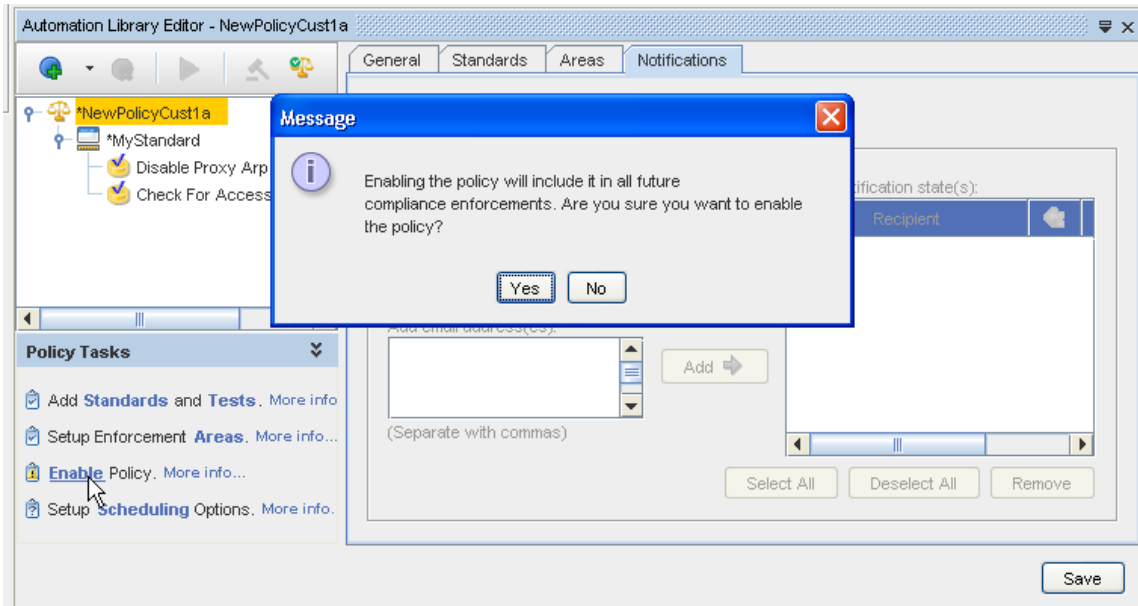 Automation Library Editor - NewPolicyCust1a
General Standards Areas Notifications
*NewPolicyCust1a
*MyStandard
Disable Proxy Arp
Check For Access
Message
Enabling the policy will include it in all future
compliance enforcements. Are you sure you want to enable
the policy?
Yes No
ification state(s):
Recipient
Add email address(es):
Add
(Separate with commas)
Select All Deselect All Remove
Policy Tasks
Add Standards and Tests. More info
Setup Enforcement Areas. More info...
Enable Policy. More info...
Setup Scheduling Options. More info.
Save